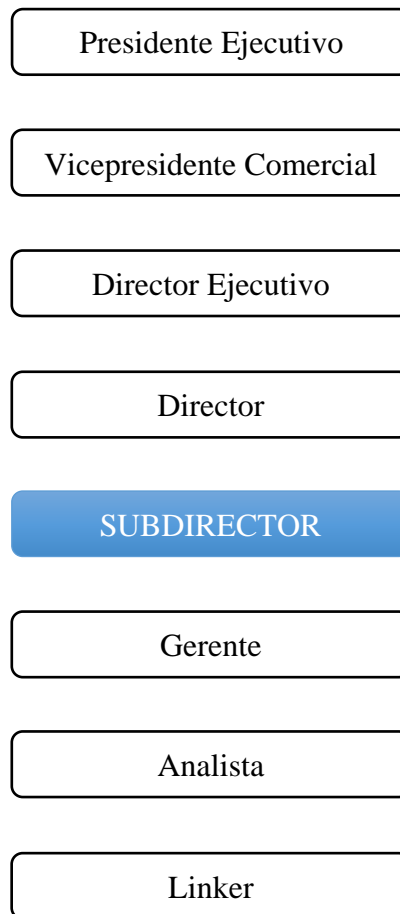 Presidente Ejecutivo
Vicepresidente Comercial
Director Ejecutivo
Director
SUBDIRECTOR
Gerente
Analista
Linker